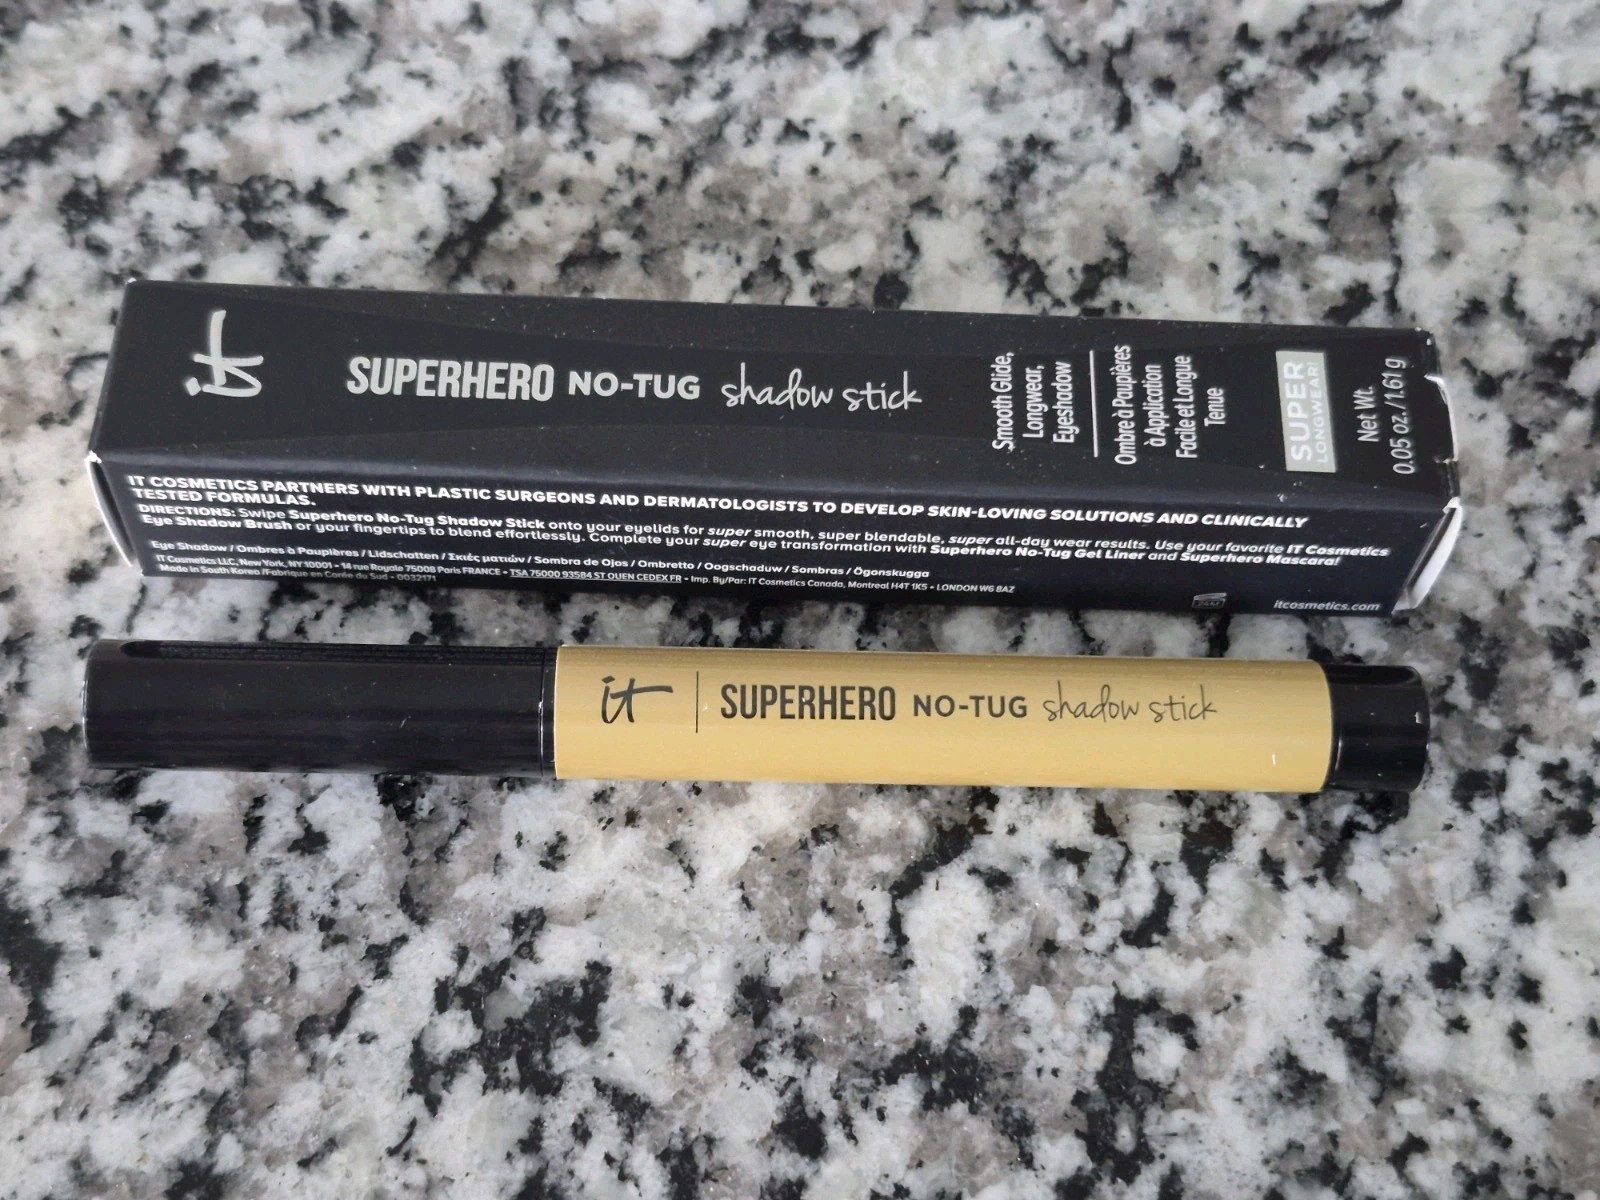 it
SUPERHERO NO-TUG shadow stick
Smooth Glide,
Longwear,
Eyeshadow
Ombre à Paupières
à Application
Facile et Longue
Tenue
SUPER
LONGWEAR!
Net Wt.
0.05 oz./1.61 g
IT COSMETICS PARTNERS WITH PLASTIC SURGEONS AND DERMATOLOGISTS TO DEVELOP SKIN-LOVING SOLUTIONS AND CLINICALLY
TESTED FORMULAS.
DIRECTIONS: Swipe Superhero No-Tug Shadow Stick onto your eyelids for super smooth, super blendable, super all-day wear results. Use your favorite IT Cosmetics
Eye Shadow Brush or your fingertips to blend effortlessly. Complete your super eye transformation with Superhero No-Tug Gel Liner and Superhero Mascara!
Eye Shadow / Ombres à Paupières / Lidschatten / Σκιές ματιών / Sombra de Ojos / Ombretto / Oogschaduw / Sombras / Ögonskugga
IT Cosmetics LLC, New York, NY 10001 • 14 rue Royale 75008 Paris FRANCE • TSA 75000 93584 ST OUEN CEDEX FR • Imp. By/Par: IT Cosmetics Canada, Montreal H4T 1K5 • LONDON W6 8AZ
Made in South Korea /Fabriqué en Corée du Sud • 0032171
24M
itcosmetics.com
it SUPERHERO NO-TUG shadow stick